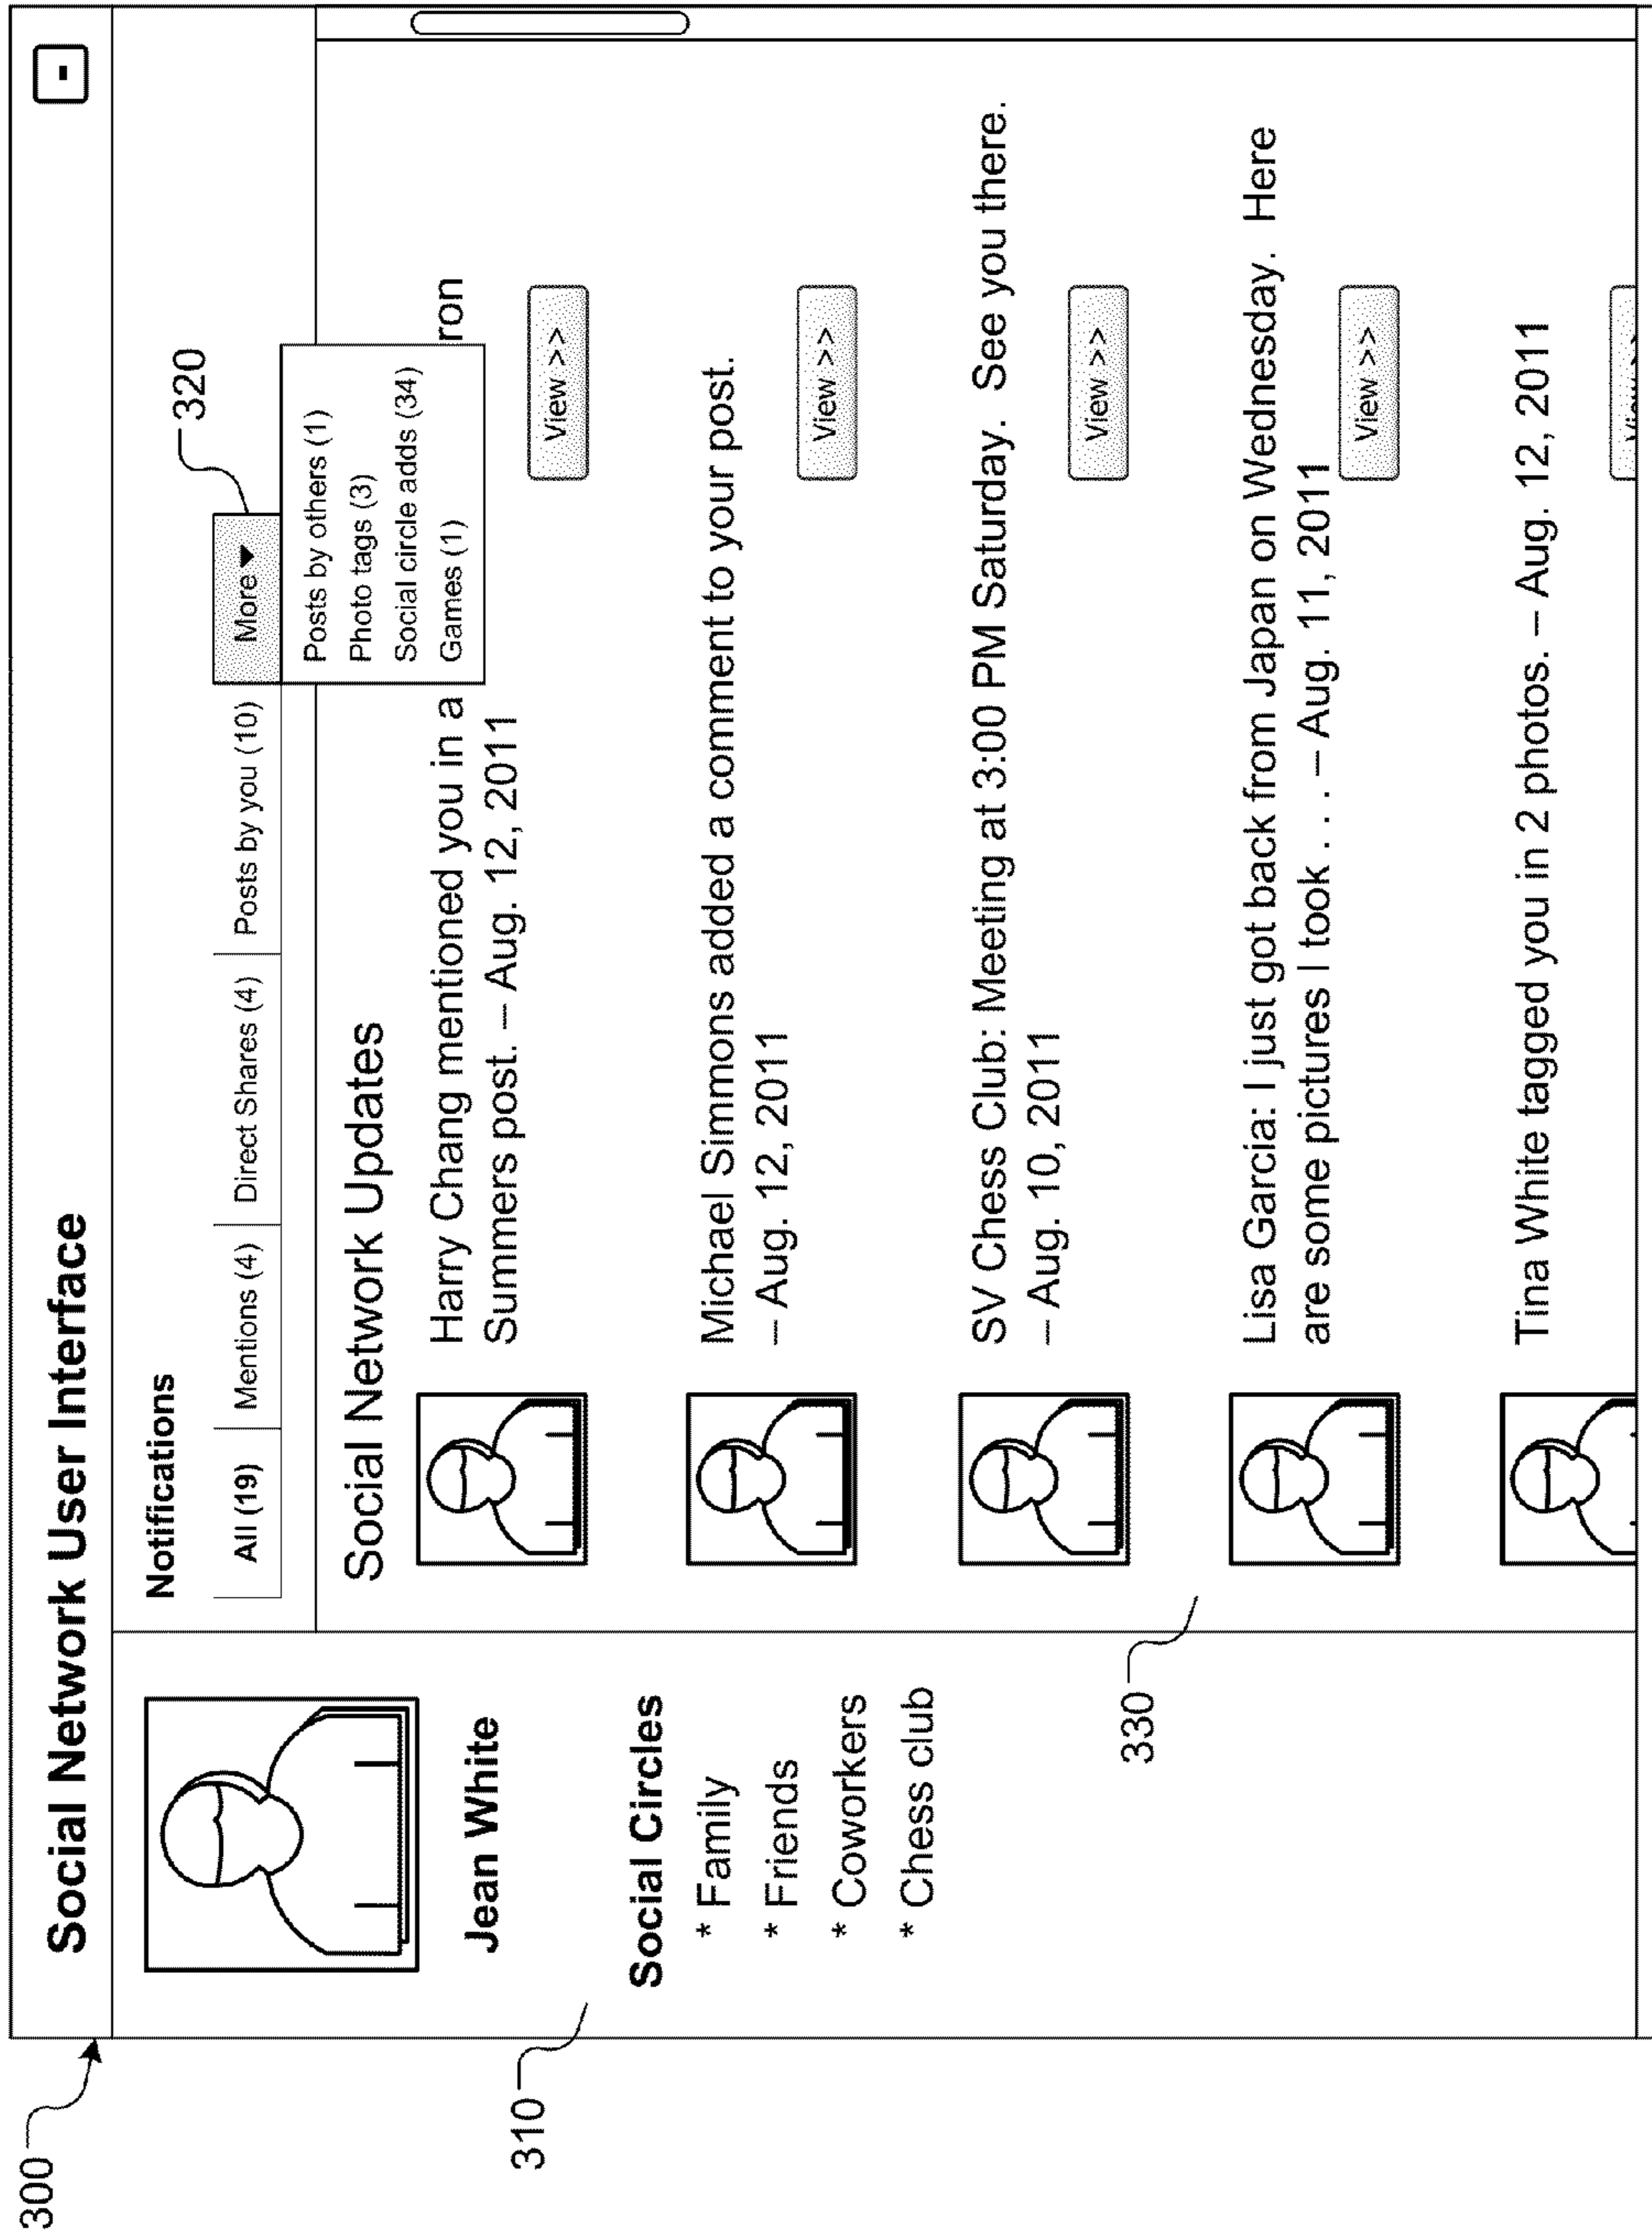 300
Social Network User Interface
-
310
Jean White
Social Circles
* Family
* Friends
* Coworkers
* Chess club
Notifications
320
All (19) Mentions (4) Direct Shares (4) Posts by you (10) More
Posts by others (1)
Photo tags (3)
Social circle adds (34)
Games (1)
Social Network Updates
Harry Chang mentioned you in a ron
Summers post. – Aug. 12, 2011
View >>
Michael Simmons added a comment to your post.
– Aug. 12, 2011
View >>
SV Chess Club: Meeting at 3:00 PM Saturday. See you there.
– Aug. 10, 2011
View >>
330
Lisa Garcia: I just got back from Japan on Wednesday. Here
are some pictures I took . . . – Aug. 11, 2011
View >>
Tina White tagged you in 2 photos. – Aug. 12, 2011